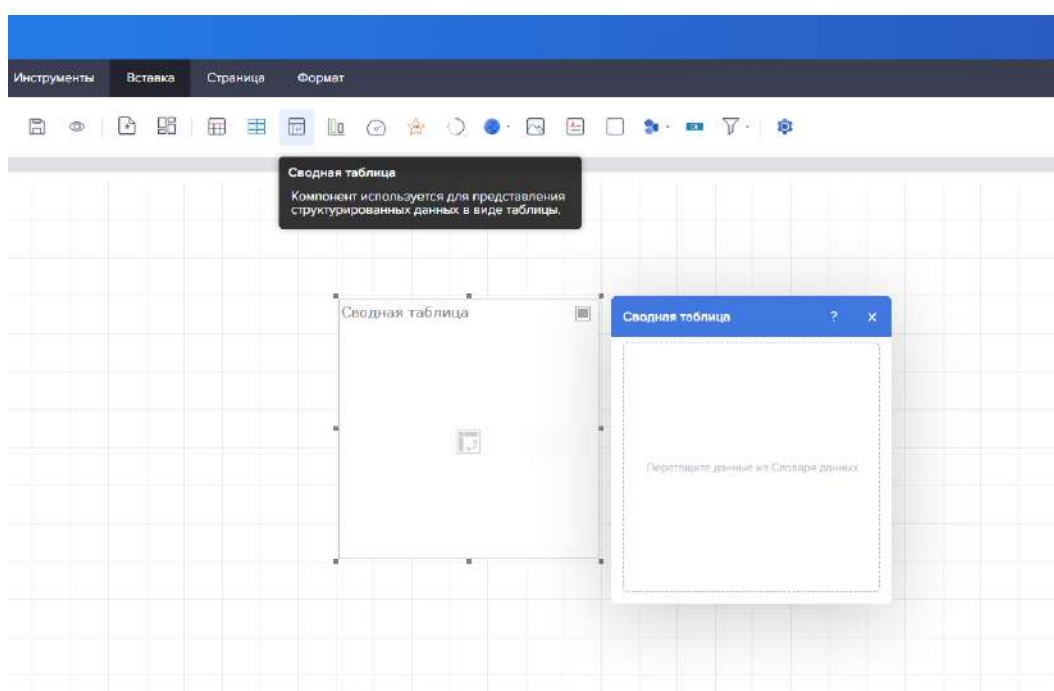 Инструменты Вставка Страница Формат
Сводная таблица
Компонент используется для представления
структурированных данных в виде таблицы.
Сводная таблица
Сводная таблица ? ×
Перетащите данные из Словаря данных